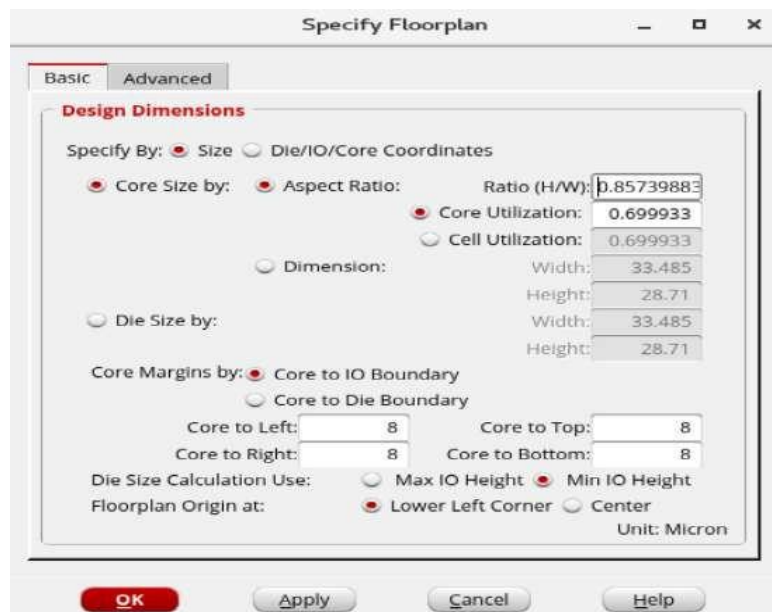 Specify Floorplan
Basic Advanced
Design Dimensions
Specify By: Size Die/IO/Core Coordinates
Core Size by: Aspect Ratio: Ratio (H/W): 0.85739883
Core Utilization: 0.699933
Cell Utilization: 0.699933
Dimension: Width: 33.485
Height: 28.71
Die Size by: Width: 33.485
Height: 28.71
Core Margins by: Core to IO Boundary
Core to Die Boundary
Core to Left: 8 Core to Top: 8
Core to Right: 8 Core to Bottom: 8
Die Size Calculation Use: Max IO Height Min IO Height
Floorplan Origin at: Lower Left Corner Center
Unit: Micron
OK Apply Cancel Help